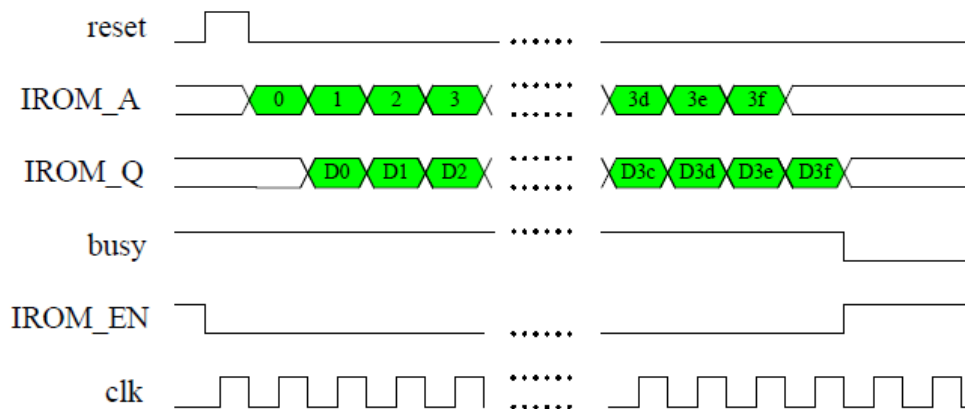 reset
IROM_A 0 1 2 3 3d 3e 3f
IROM_Q D0 D1 D2 D3c D3d D3e D3f
busy
IROM_EN
clk